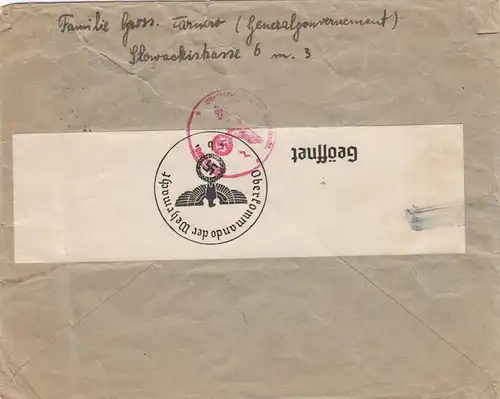 Familie Gross. Tarnow (Generalgouvernement)
Slowackistrasse 6 m. 3
Geöffnet
Oberkommando der Wehrmacht